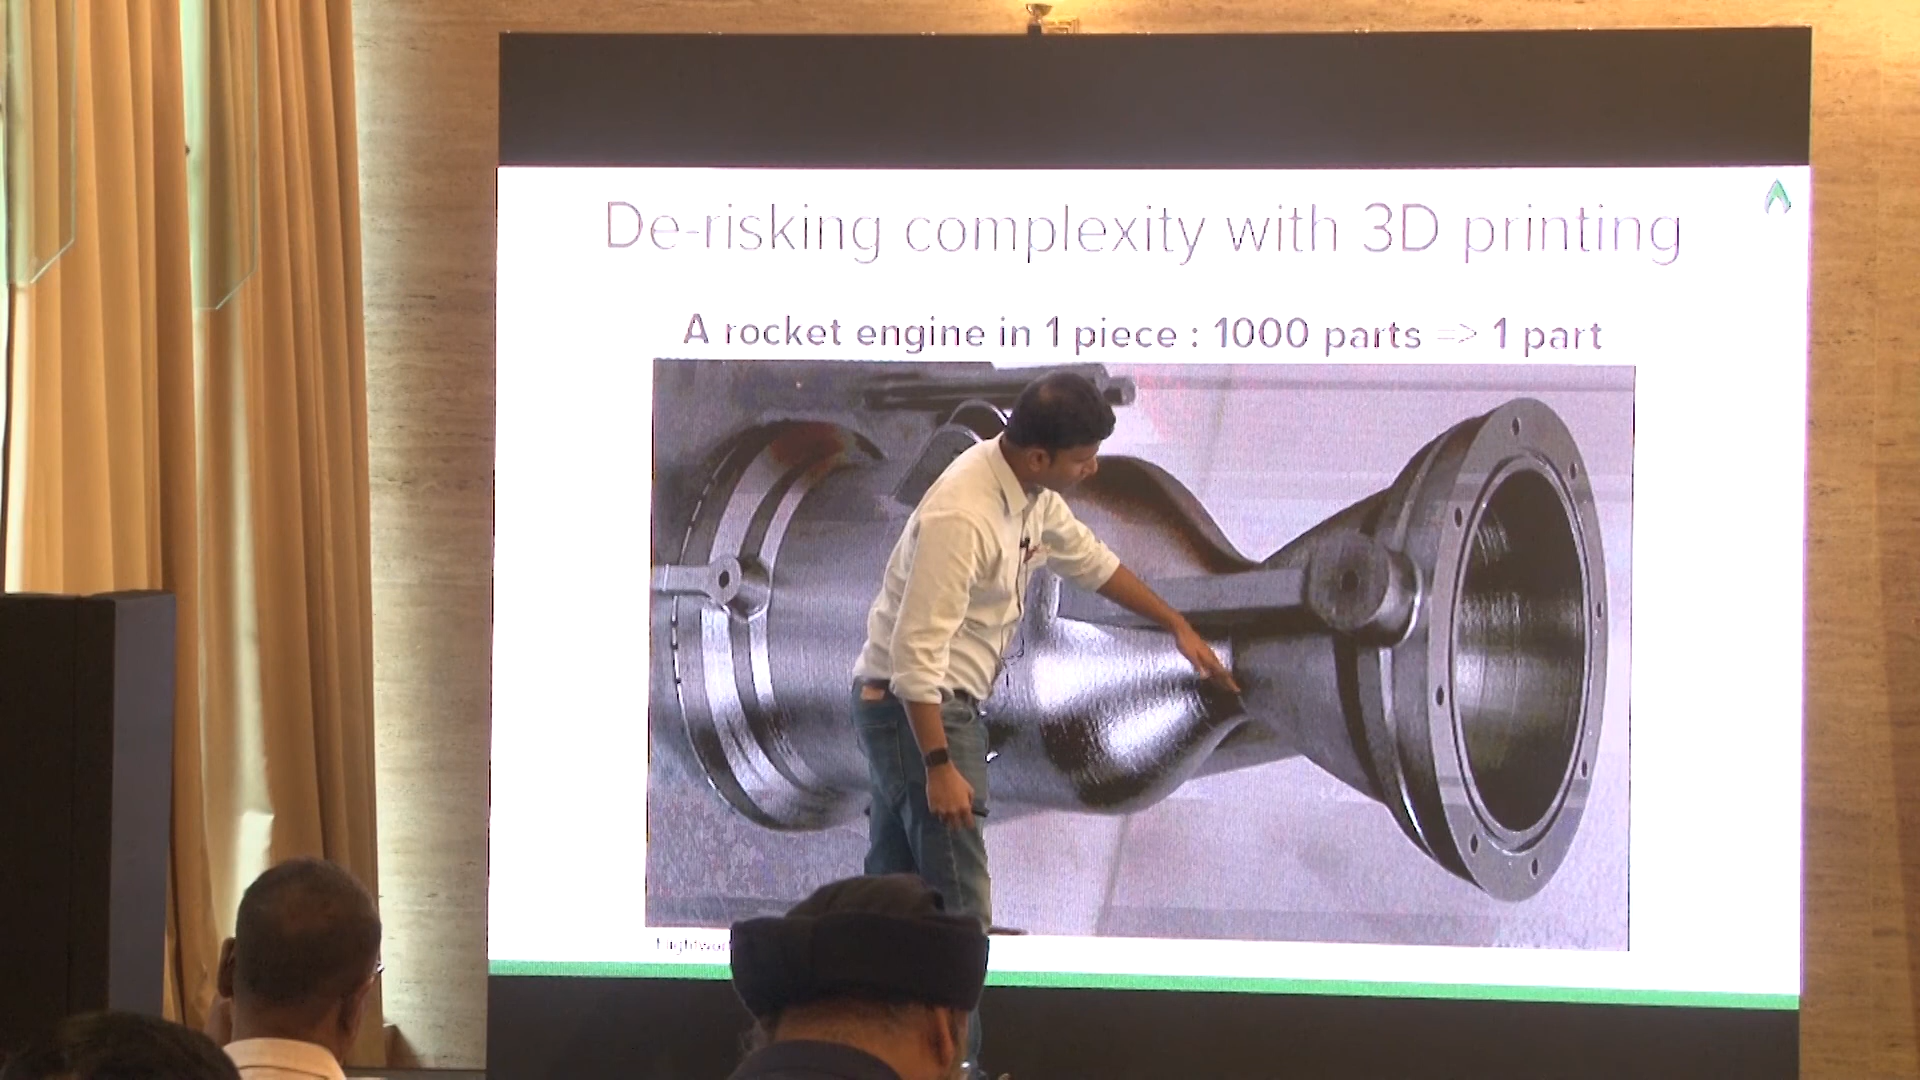 De-risking complexity with 3D printing
A rocket engine in 1 piece : 1000 parts => 1 part